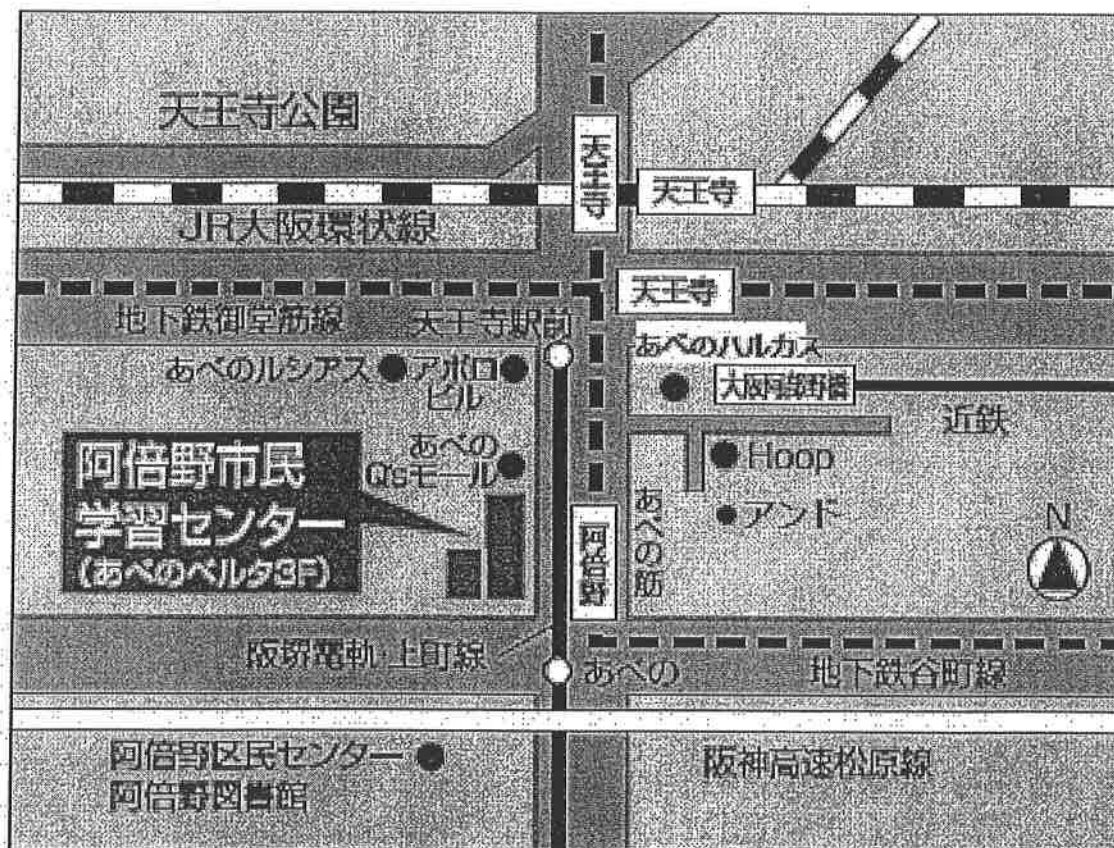 天王寺公園
天王寺
天王寺
JR大阪環状線
天王寺
地下鉄御堂筋線
天王寺駅前
あべのハルカス
あべのルシアス
アポロ
ビル
大阪阿部野橋
近鉄
阿倍野市民
学習センター
(あべのベルタ3F)
あべの
Q'sモール
Hoop
アンド
あべの筋
阿倍野
N
阪堺電軌・上町線
あべの
地下鉄谷町線
阿倍野区民センター
阿倍野図書館
阪神高速松原線